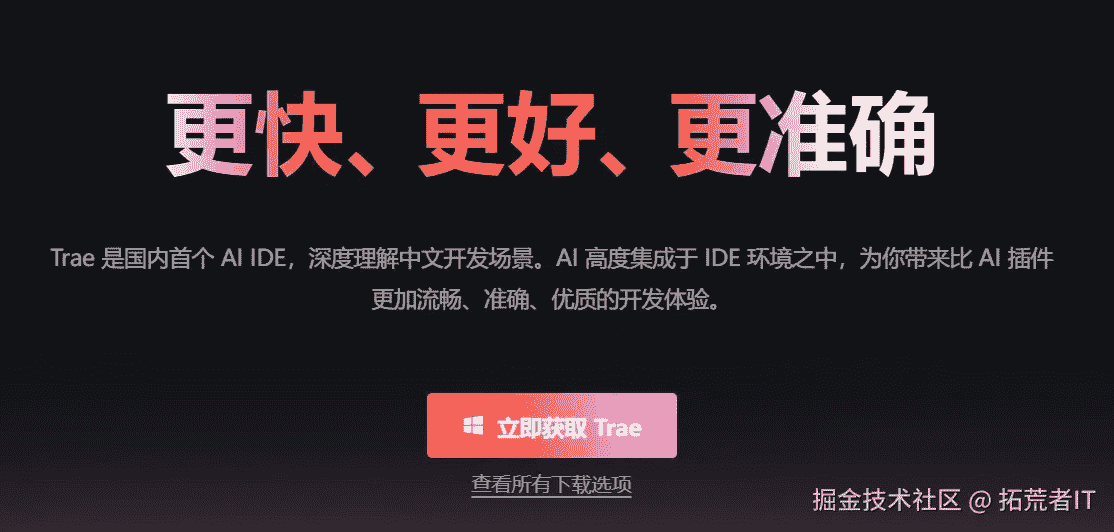 更快、更好、更准确
Trae 是国内首个 AI IDE，深度理解中文开发场景。AI 高度集成于 IDE 环境之中，为你带来比 AI 插件
更加流畅、准确、优质的开发体验。
立即获取 Trae
查看所有下载选项
掘金技术社区 @ 拓荒者IT